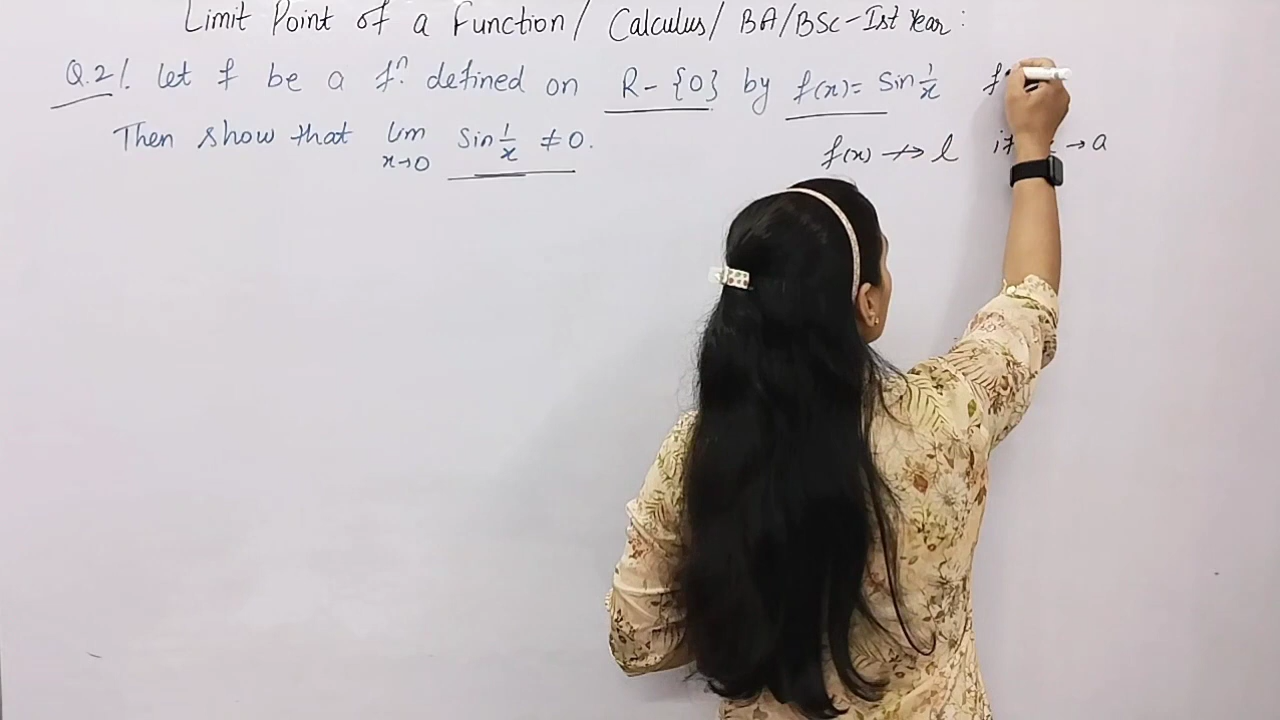 Limit Point of a Function / Calculus / BA/BSc-Ist Year :
Q.2/. Let f be a fⁿ. defined on R-{0} by f(x)= Sin 1/x f
Then show that lim x→0 Sin 1/x ≠ 0.
f(x) ↛ l if → a